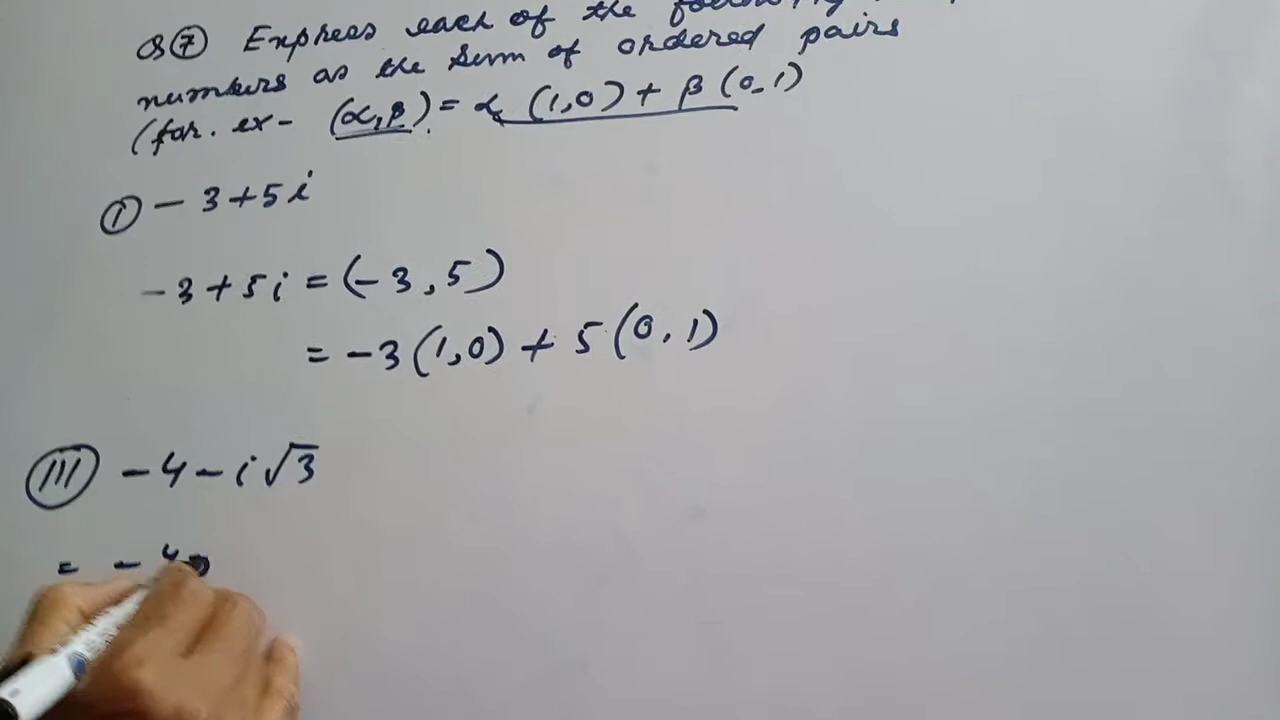 Q⑦ Express each of the
numbers as the sum of ordered pairs
(for. ex- (α,β) = α (1,0) + β (0,1)
Ⓘ - 3+5i
-3+5i = (-3,5)
= -3(1,0) + 5(0,1)
III -4-i√3
= -4